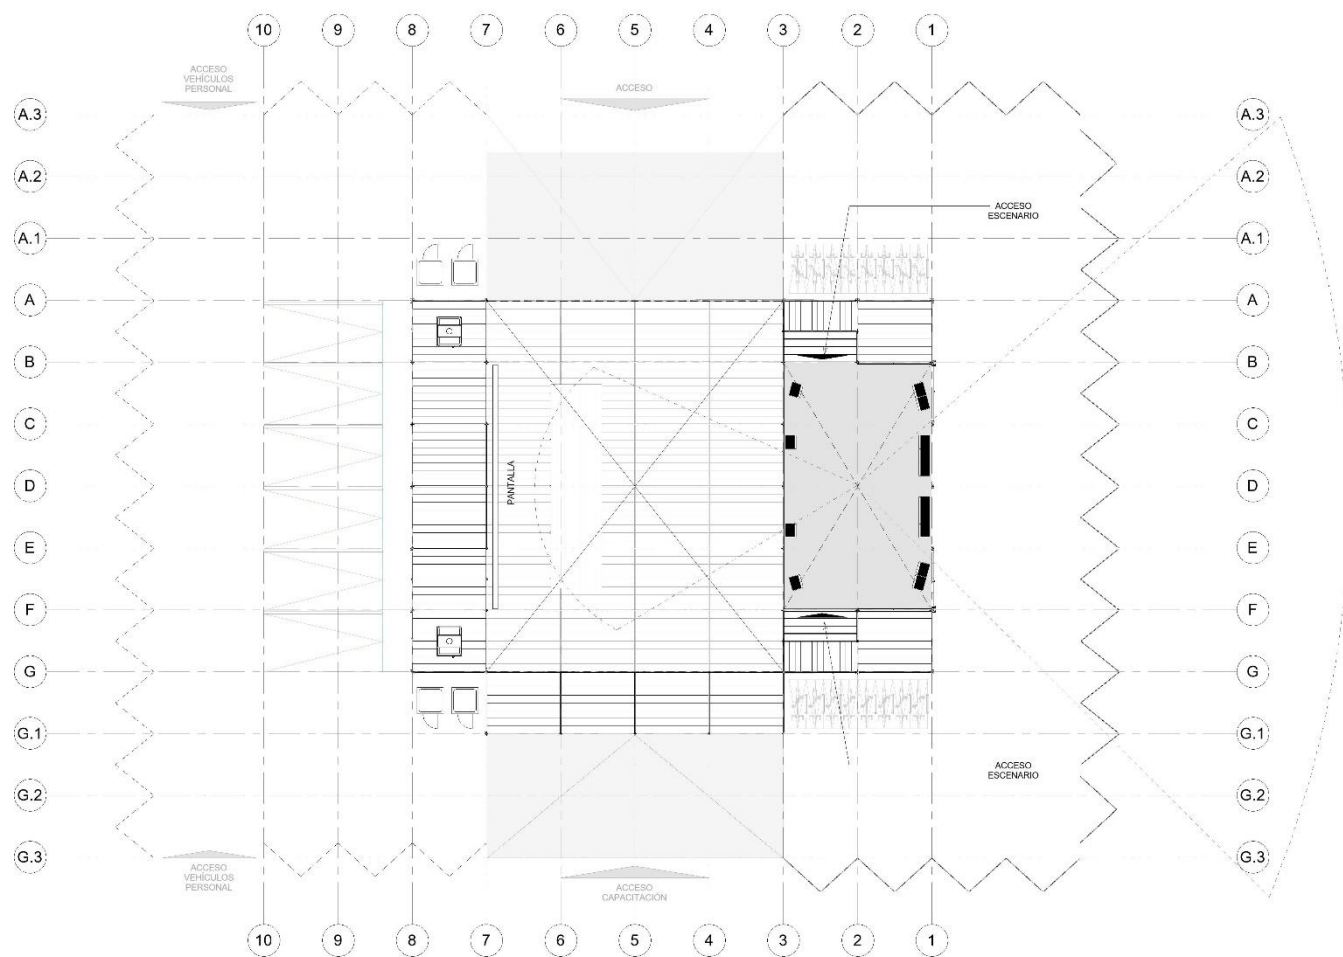 10 9 8 7 6 5 4 3 2 1
ACCESO
VEHÍCULOS
PERSONAL
ACCESO
A.3 A.3
A.2 A.2
ACCESO
ESCENARIO
A.1 A.1
A A
B B
C C
PANTALLA
D D
E E
F F
G G
G.1 G.1
ACCESO
ESCENARIO
G.2 G.2
G.3 G.3
ACCESO
VEHÍCULOS
PERSONAL
ACCESO
CAPACITACIÓN
10 9 8 7 6 5 4 3 2 1